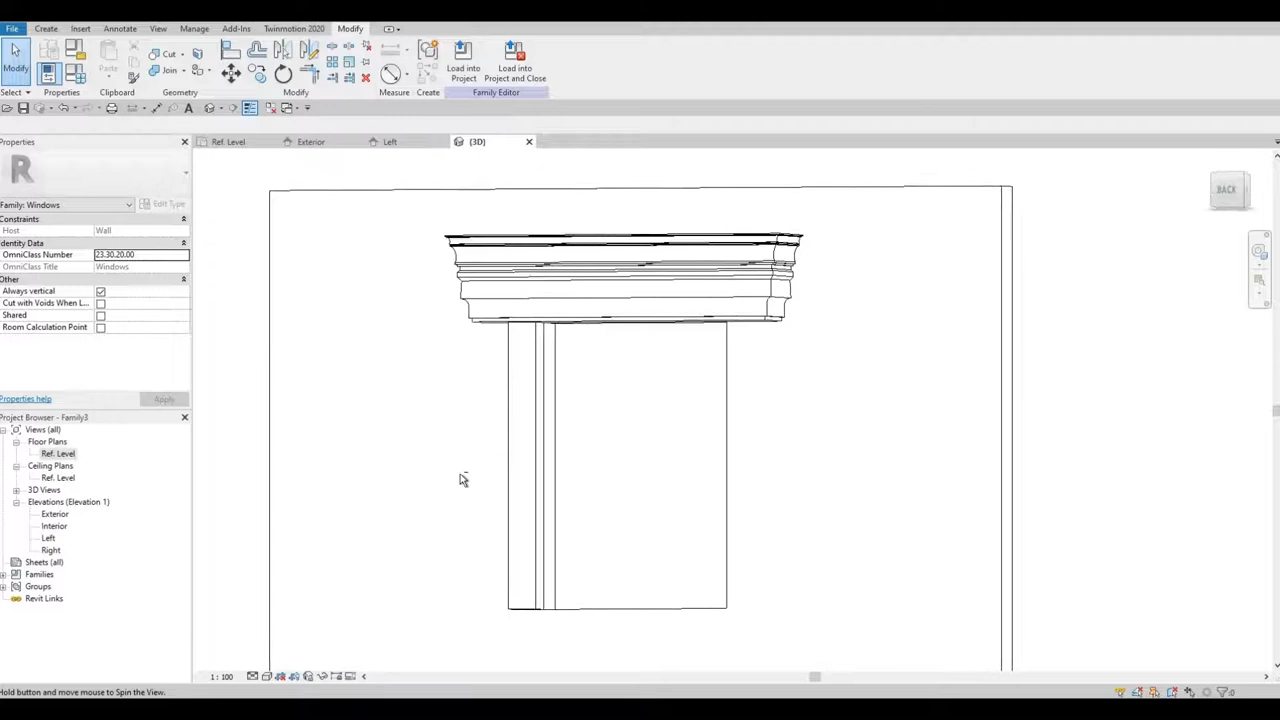 File Create Insert Annotate View Manage Add-Ins Twinmotion 2020 Modify
Modify
Paste
Cut
Join
Load into Project
Load into Project and Close
Select Properties Clipboard Geometry Modify Measure Create Family Editor
Properties
Ref. Level Exterior Left {3D}
BACK
R
Family: Windows Edit Type
Constraints
Host Wall
Identity Data
OmniClass Number 23.30.20.00
OmniClass Title Windows
Other
Always vertical
Cut with Voids When L...
Shared
Room Calculation Point
Properties help Apply
Project Browser - Family3
Views (all)
Floor Plans
Ref. Level
Ceiling Plans
Ref. Level
3D Views
Elevations (Elevation 1)
Exterior
Interior
Left
Right
Sheets (all)
Families
Groups
Revit Links
1 : 100
Hold button and move mouse to Spin the View.
:0